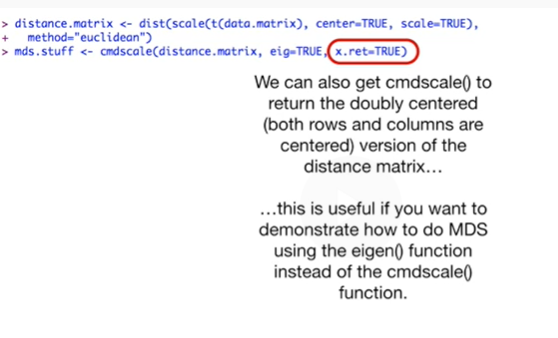 > distance.matrix <- dist(scale(t(data.matrix), center=TRUE, scale=TRUE),
+   method="euclidean")
> mds.stuff <- cmdscale(distance.matrix, eig=TRUE, x.ret=TRUE)
We can also get cmdscale() to
return the doubly centered
(both rows and columns are
centered) version of the
distance matrix…
…this is useful if you want to
demonstrate how to do MDS
using the eigen() function
instead of the cmdscale()
function.